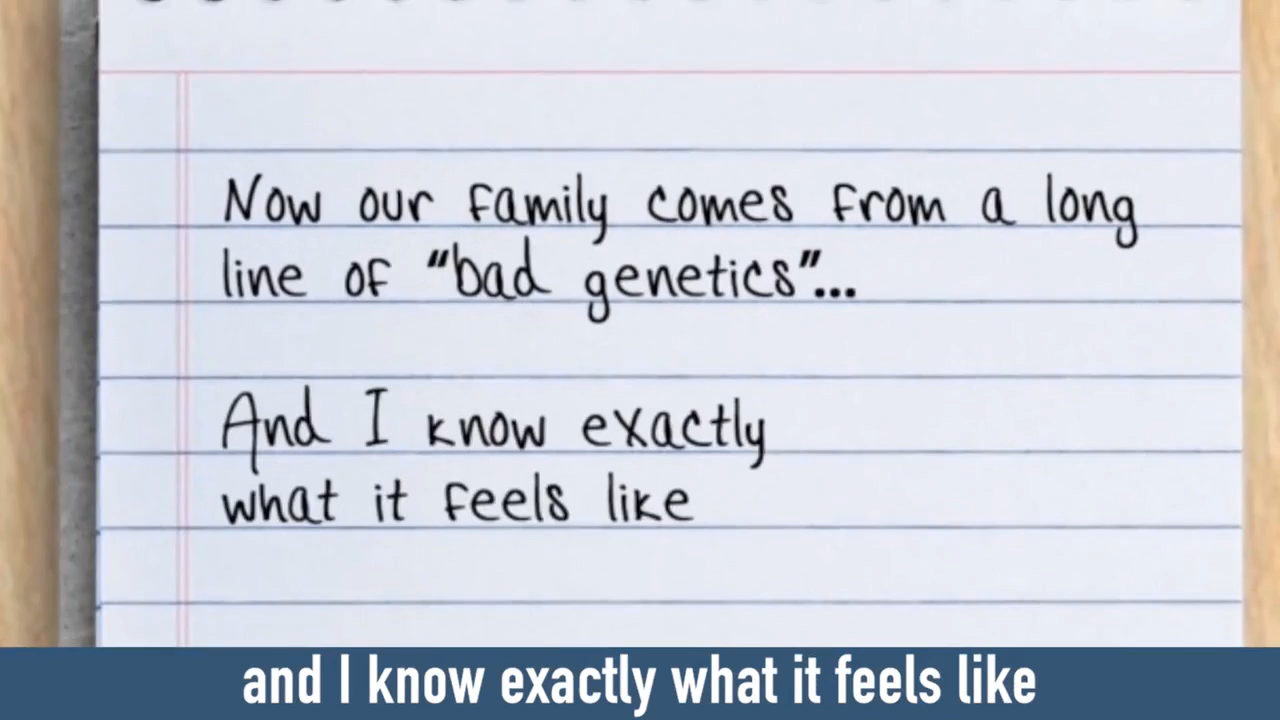 Now our family comes from a long
line of “bad genetics”...
And I know exactly
what it feels like
and I know exactly what it feels like